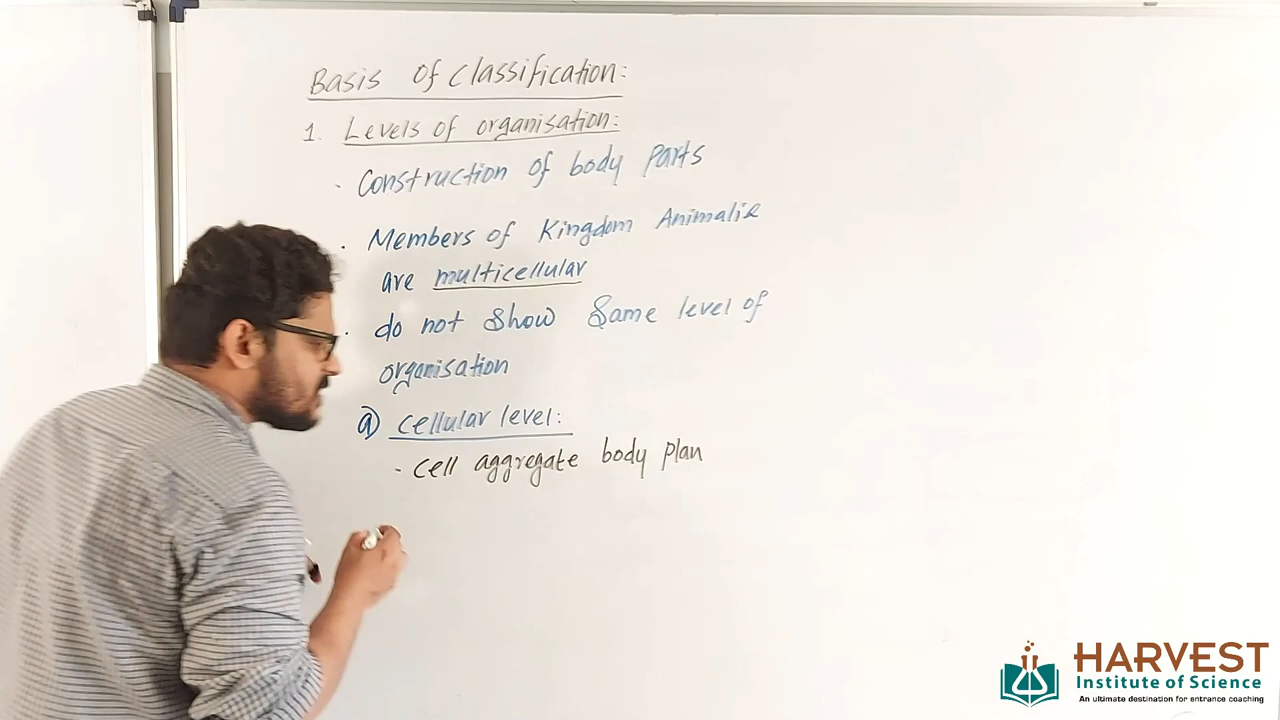 Basis of classification:
1. Levels of organisation:
· Construction of body parts
· Members of Kingdom Animalie
are multicellular
· do not show Same level of
organisation
a) cellular level:
- cell aggregate body plan
HARVEST
Institute of Science
An ultimate destination for entrance coaching